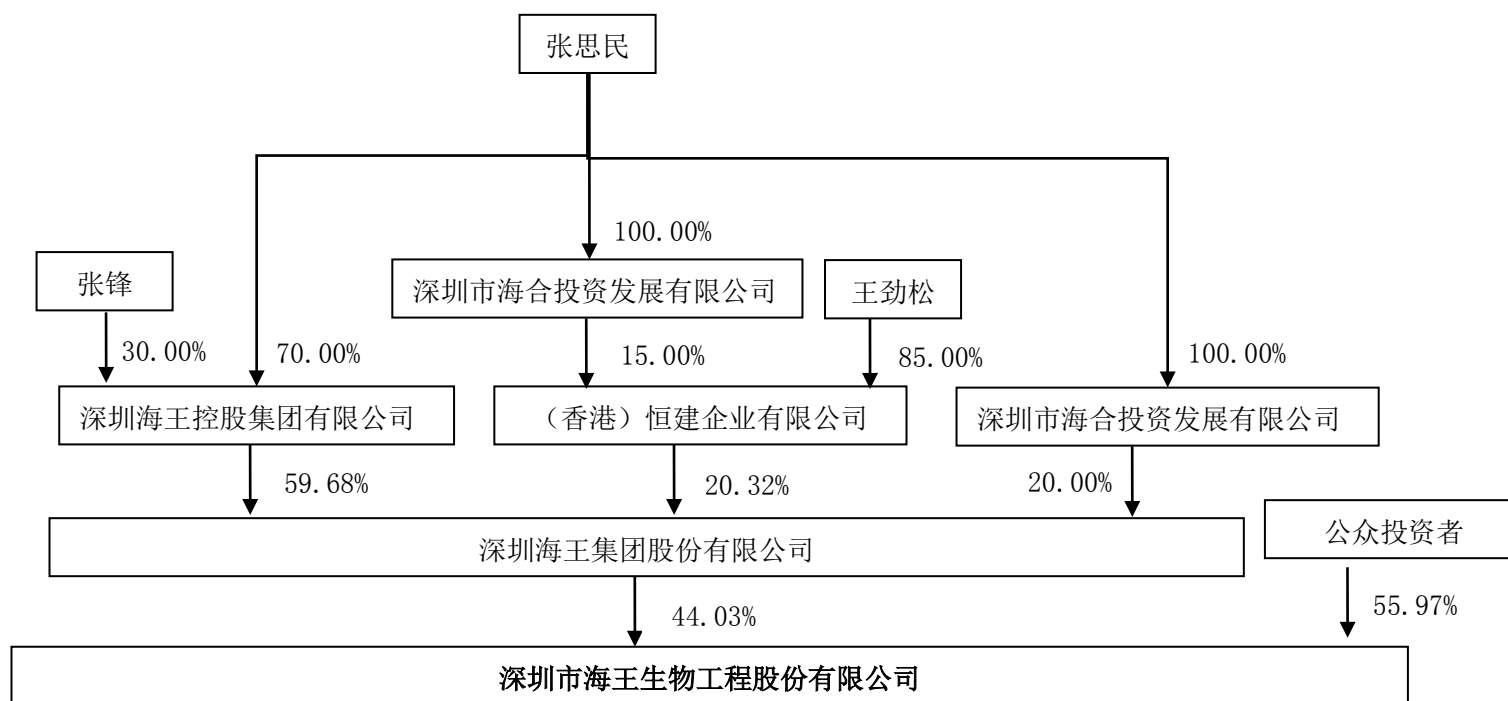 张思民
100.00%
张锋
深圳市海合投资发展有限公司
王劲松
30.00%
70.00%
15.00%
85.00%
100.00%
深圳海王控股集团有限公司
（香港）恒建企业有限公司
深圳市海合投资发展有限公司
59.68%
20.32%
20.00%
公众投资者
深圳海王集团股份有限公司
44.03%
55.97%
深圳市海王生物工程股份有限公司